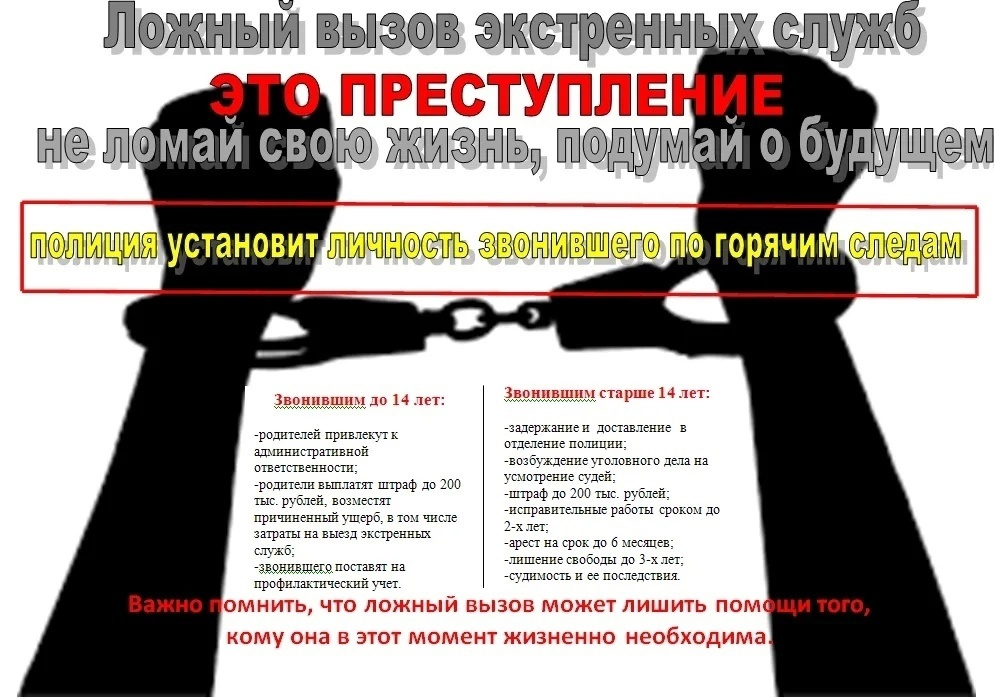 Ложный вызов экстренных служб
ЭТО ПРЕСТУПЛЕНИЕ
не ломай свою жизнь, подумай о будущем
полиция установит личность звонившего по горячим следам
Звонившим до 14 лет:
-родителей привлекут к
административной
ответственности;
-родители выплатят штраф до 200
тыс. рублей, возместят
причиненный ущерб, в том числе
затраты на выезд экстренных
служб;
-звонившего поставят на
профилактический учет.
Звонившим старше 14 лет:
-задержание и доставление в
отделение полиции;
-возбуждение уголовного дела на
усмотрение судей;
-штраф до 200 тыс. рублей;
-исправительные работы сроком до
2-х лет;
-арест на срок до 6 месяцев;
-лишение свободы до 3-х лет;
-судимость и ее последствия.
Важно помнить, что ложный вызов может лишить помощи того,
кому она в этот момент жизненно необходима.